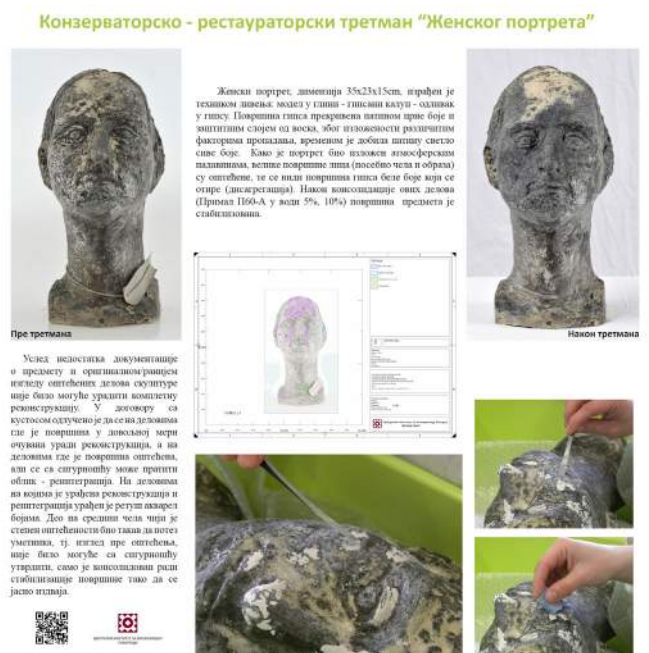 Конзерваторско - рестаураторски третман “Женског портрета”
Женски портрет, димензија 35x23x15cm, израђен је
техником ливења: модел у глини - гипсани калуп - одливак
у гипсу. Површина гипса прекривена патином црне боје и
заштитним слојем од воска, због изложености различитим
факторима пропадања, временом је добила патину светло
сиве боје. Како је портрет био изложен атмосферским
падавинама, велике површине лица (посебно чела и образа)
су оштећене, те се види површина гипса беле боје која се
отире (дисагрегација). Након консолидације ових делова
(Примал П60-А у води 5%, 10%) површина предмета је
стабилизована.
Пре третмана
Након третмана
Услед недостатка документације
о предмету и оригиналном/ранијем
изгледу оштећених делова скулптуре
није било могуће урадити комплетну
реконструкцију. У договору са
кустосом одлучено је да се на деловима
где је површина у довољној мери
очувана уради реконструкција, а на
деловима где је површина оштећена,
али се са сигурношћу може пратити
облик - реинтеграција. На деловима
на којима је урађена реконструкција и
реинтеграција урађен је ретуш акварел
бојама. Део на средини чела чији је
степен оштећености био такав да потез
уметника, тј. изглед пре оштећења,
није било могуће са сигурношћу
утврдити, само је консолидован ради
стабилизације површине тако да се
јасно издваја.